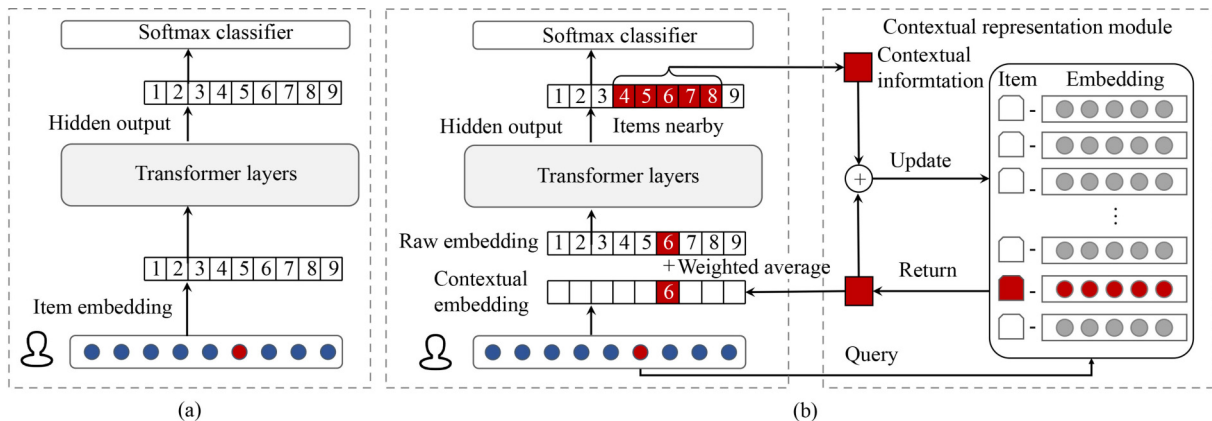 Softmax classifier
1 2 3 4 5 6 7 8 9
Hidden output
Transformer layers
1 2 3 4 5 6 7 8 9
Item embedding
(a)
Softmax classifier
1 2 3 4 5 6 7 8 9
Hidden output
Items nearby
Transformer layers
Raw embedding
1 2 3 4 5 6 7 8 9
+ Weighted average
Contextual
embedding
6
Contextual representation module
Contextual
informtation
Item
Embedding
-
-
-
+
Update
⋮
-
Return
-
-
Query
(b)